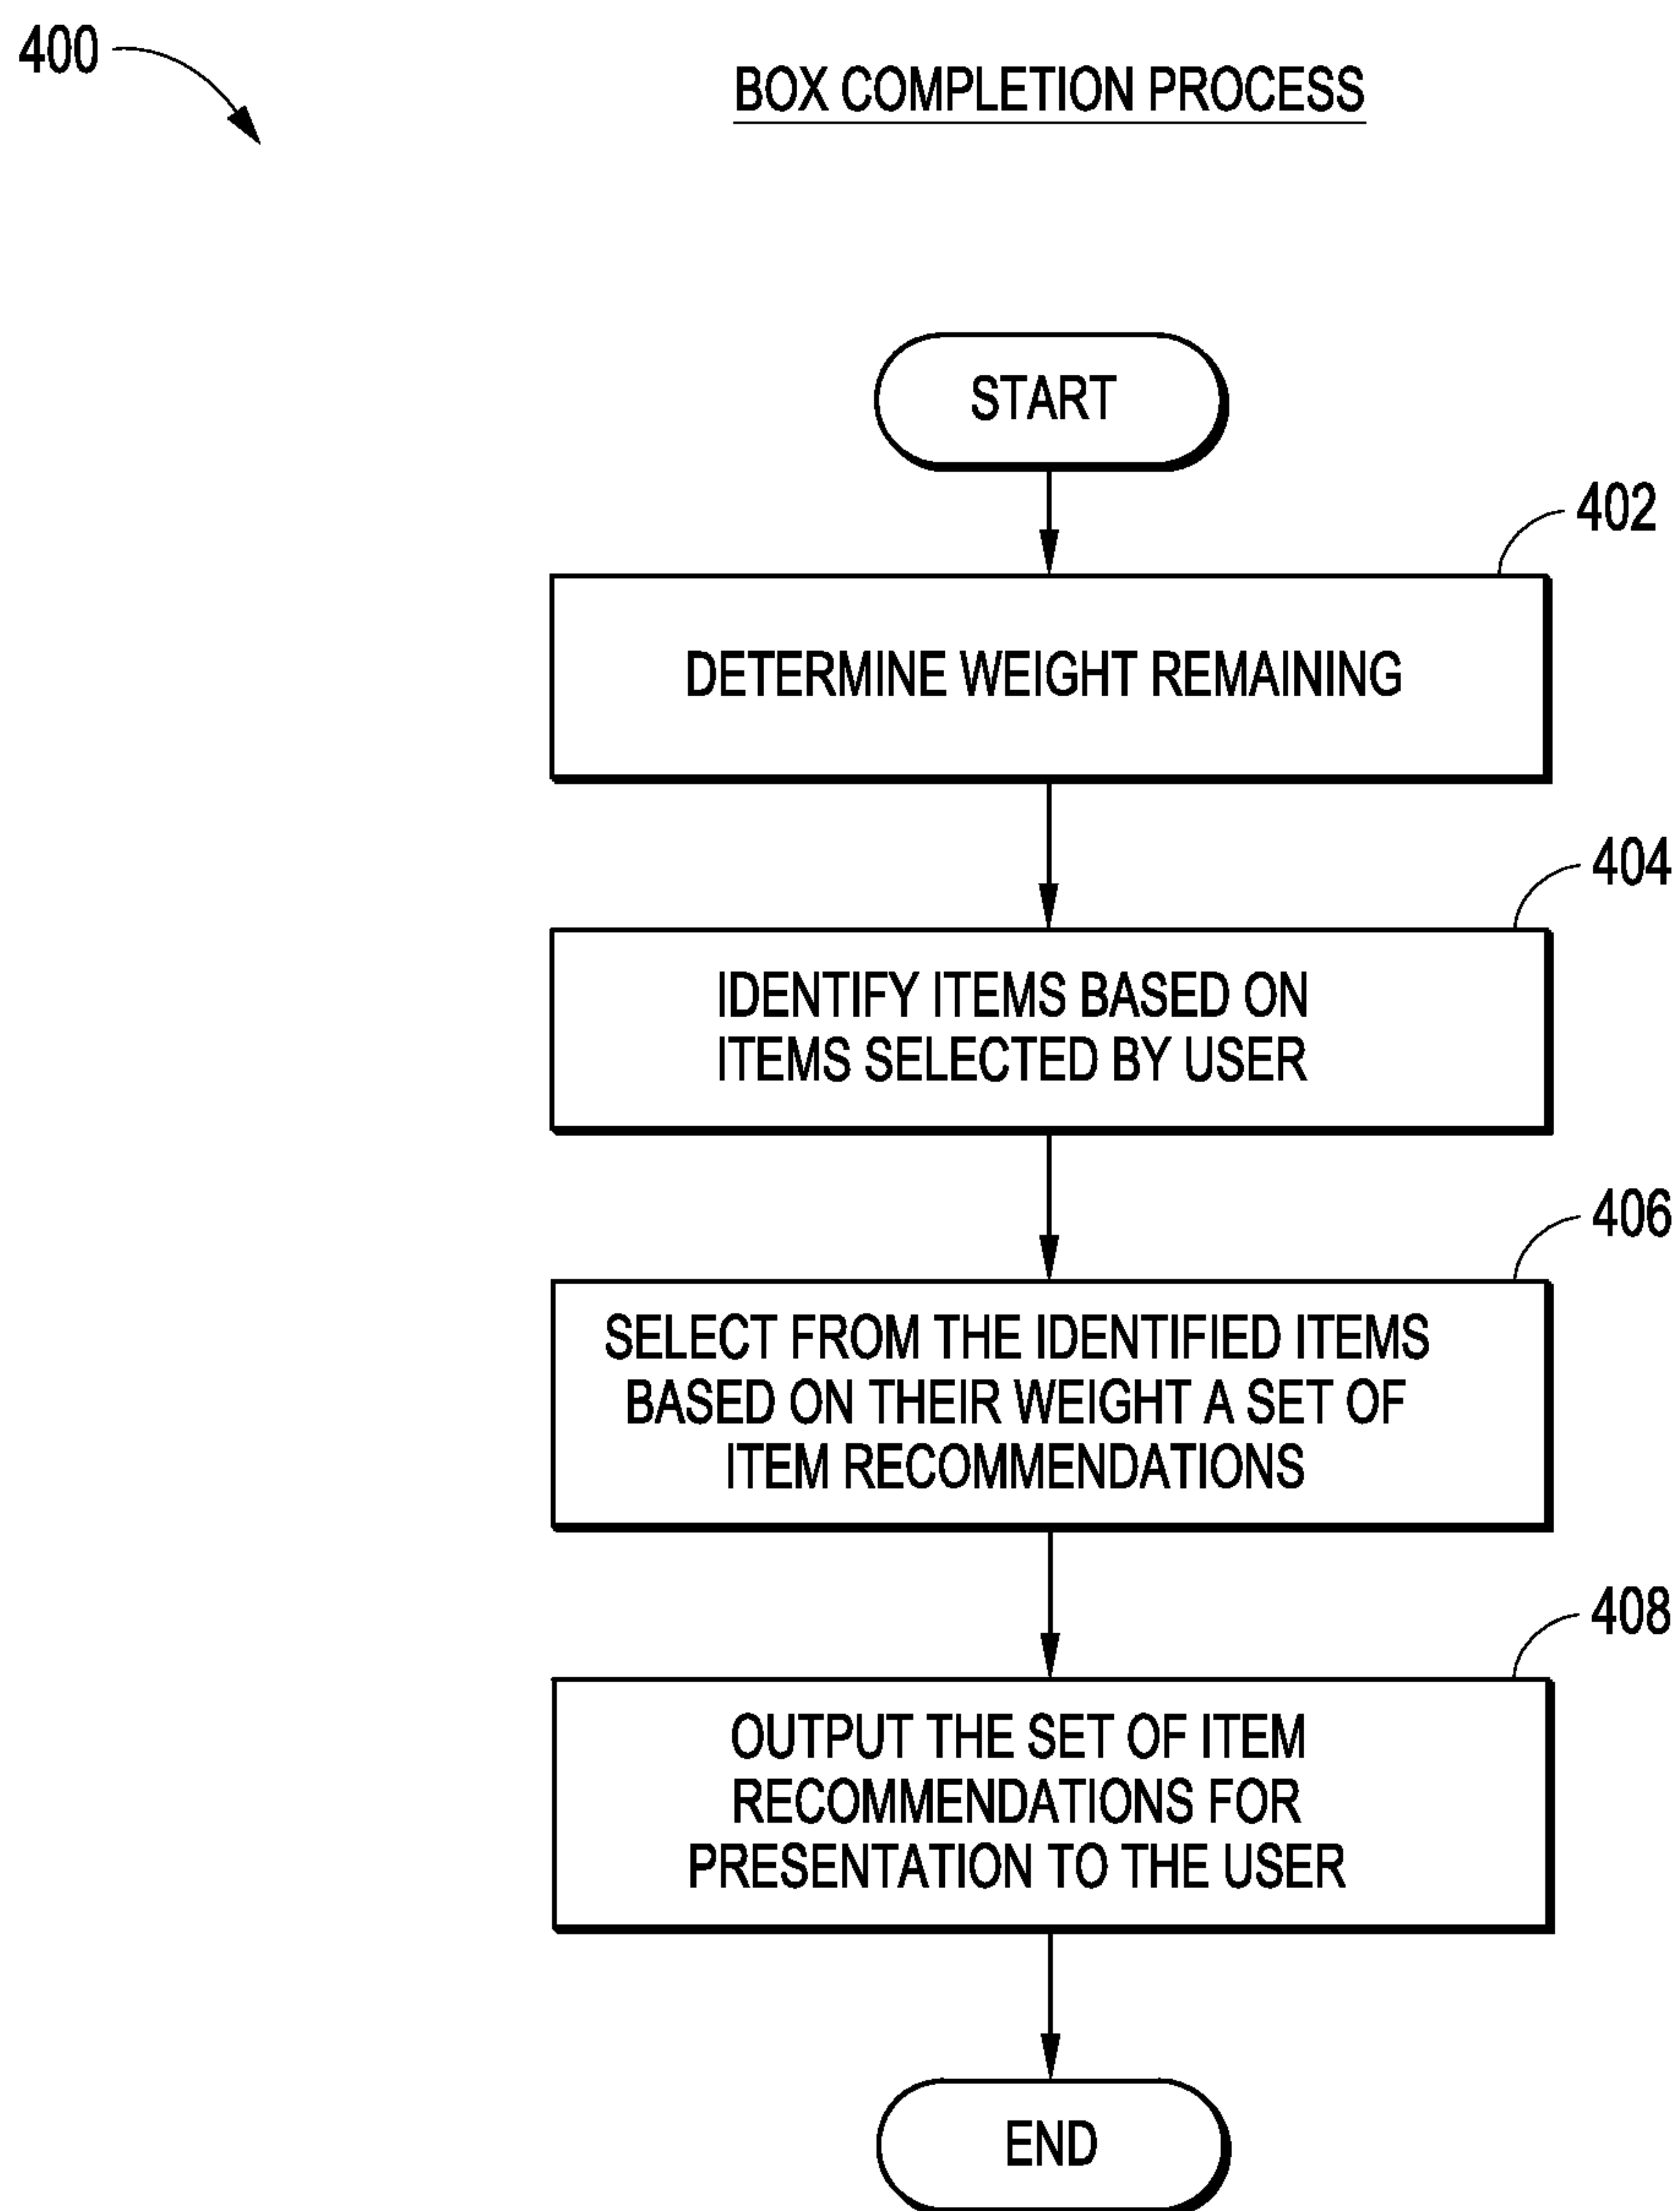 400
BOX COMPLETION PROCESS
START
402
DETERMINE WEIGHT REMAINING
404
IDENTIFY ITEMS BASED ON
ITEMS SELECTED BY USER
406
SELECT FROM THE IDENTIFIED ITEMS
BASED ON THEIR WEIGHT A SET OF
ITEM RECOMMENDATIONS
408
OUTPUT THE SET OF ITEM
RECOMMENDATIONS FOR
PRESENTATION TO THE USER
END